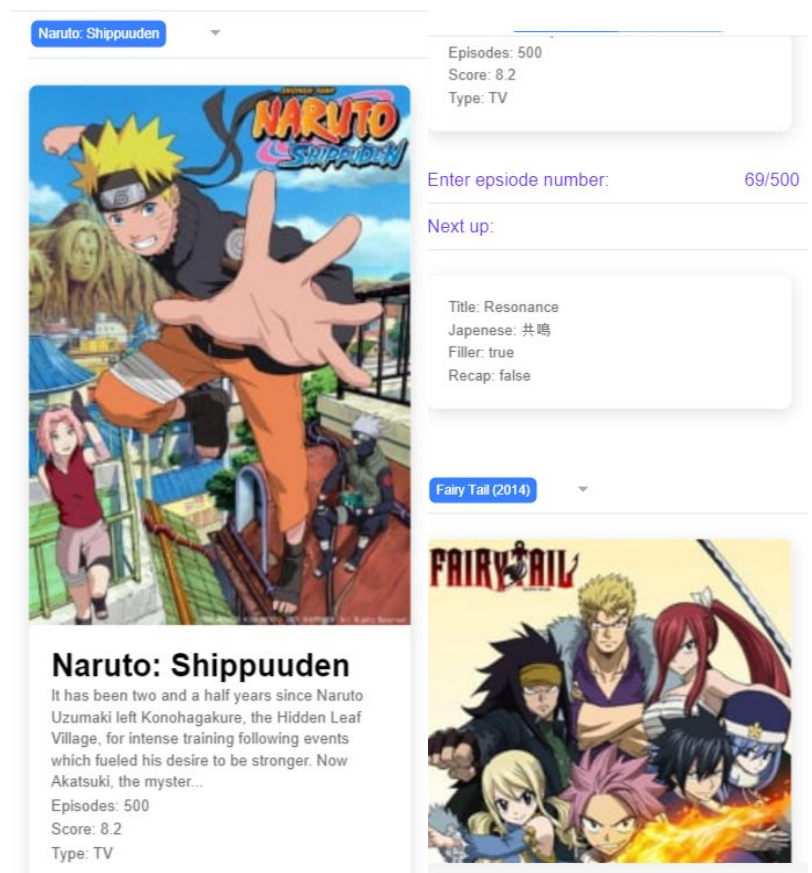 Naruto: Shippuuden
NARUTO
SHIPPUDEN
Naruto: Shippuuden
It has been two and a half years since Naruto
Uzumaki left Konohagakure, the Hidden Leaf
Village, for intense training following events
which fueled his desire to be stronger. Now
Akatsuki, the myster...
Episodes: 500
Score: 8.2
Type: TV
Episodes: 500
Score: 8.2
Type: TV
Enter epsiode number: 69/500
Next up:
Title: Resonance
Japenese: 共鳴
Filler: true
Recap: false
Fairy Tail (2014)
FAIRY TAIL